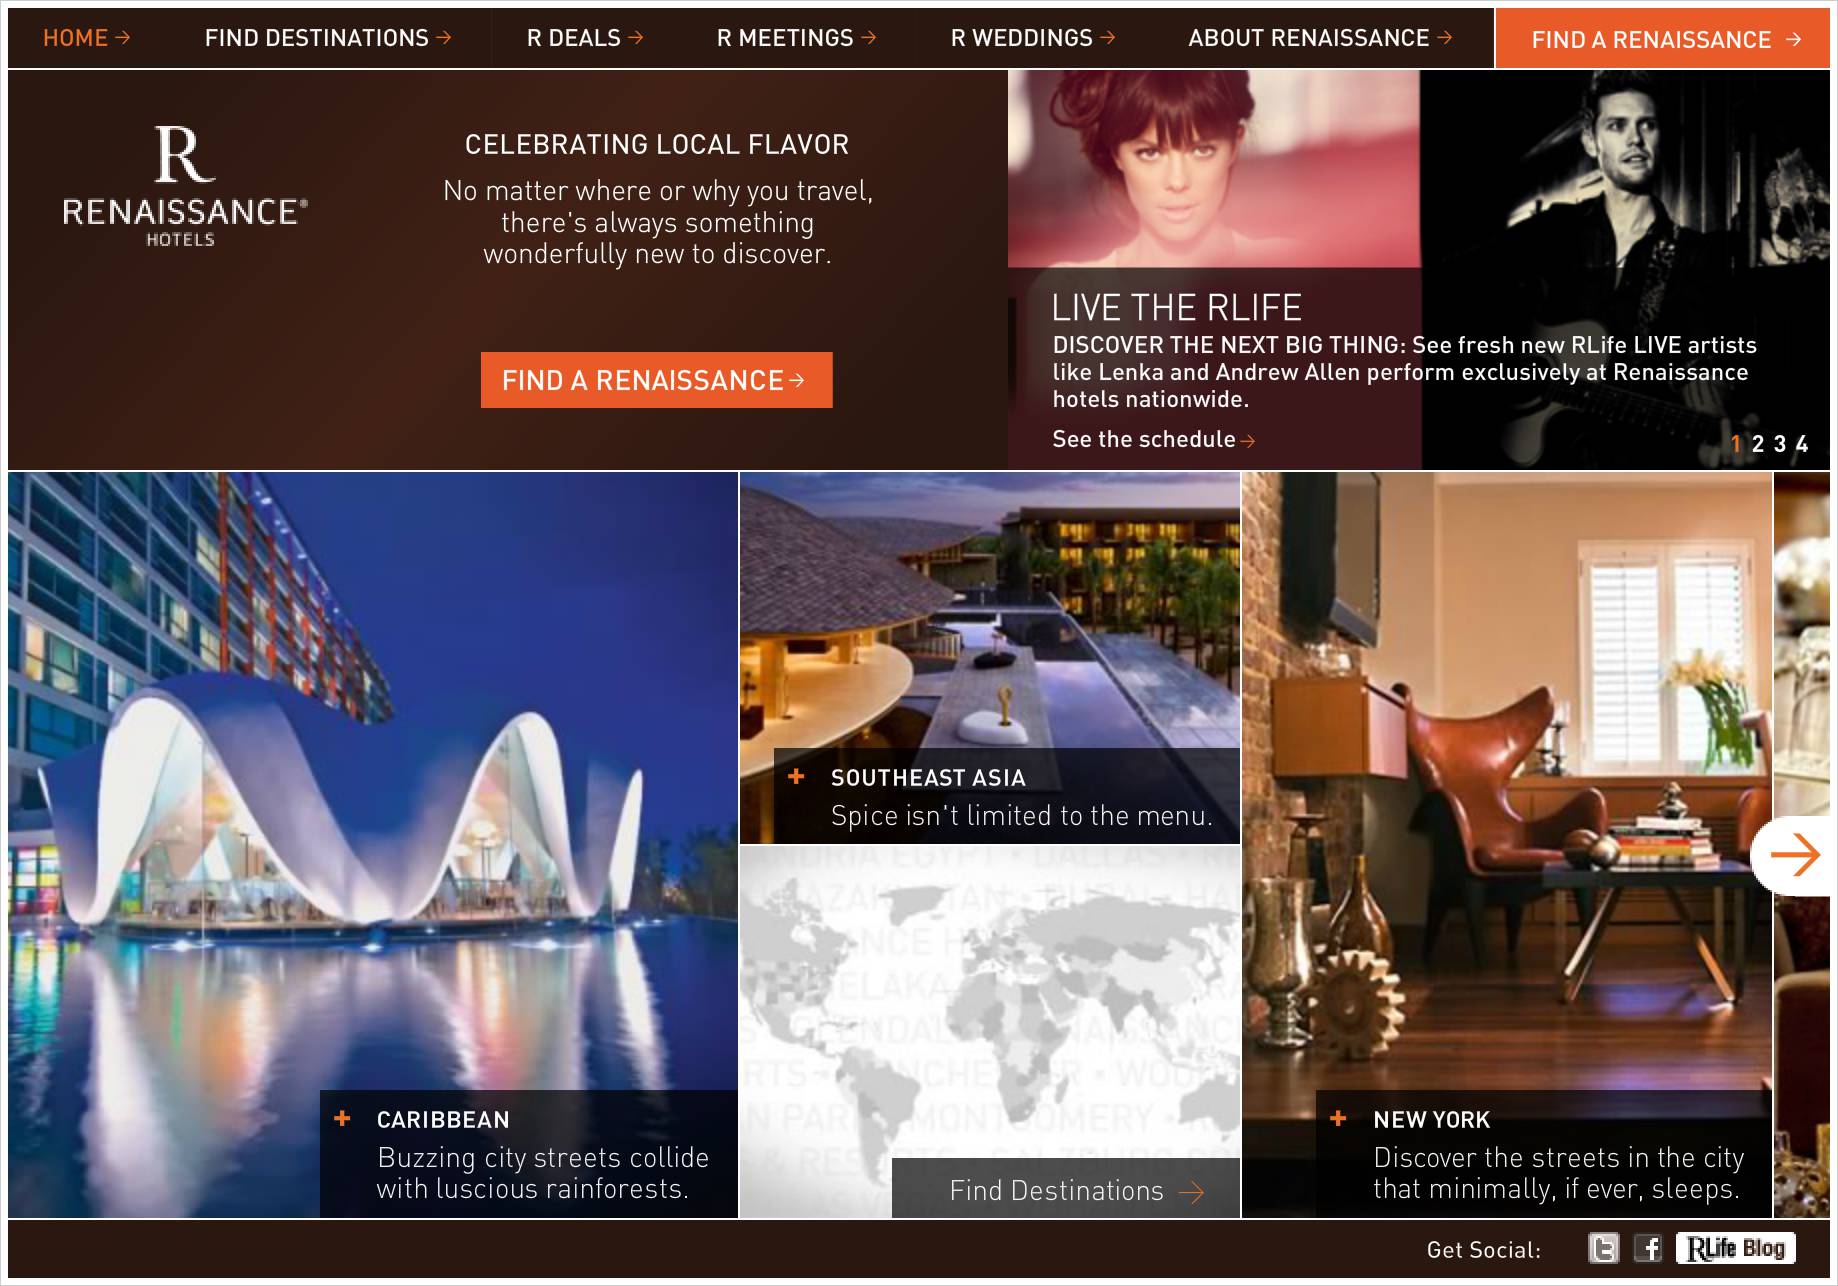 HOME →
FIND DESTINATIONS →
R DEALS →
R MEETINGS →
R WEDDINGS →
ABOUT RENAISSANCE →
FIND A RENAISSANCE →
R
RENAISSANCE®
HOTELS
CELEBRATING LOCAL FLAVOR
No matter where or why you travel,
there's always something
wonderfully new to discover.
FIND A RENAISSANCE →
LIVE THE RLIFE
DISCOVER THE NEXT BIG THING: See fresh new RLife LIVE artists
like Lenka and Andrew Allen perform exclusively at Renaissance
hotels nationwide.
See the schedule →
1 2 3 4
+ SOUTHEAST ASIA
Spice isn't limited to the menu.
EGYPT • DALLAS
MONTGOMERY
Find Destinations →
+ CARIBBEAN
Buzzing city streets collide
with luscious rainforests.
+ NEW YORK
Discover the streets in the city
that minimally, if ever, sleeps.
Get Social:
t
f
RLife Blog